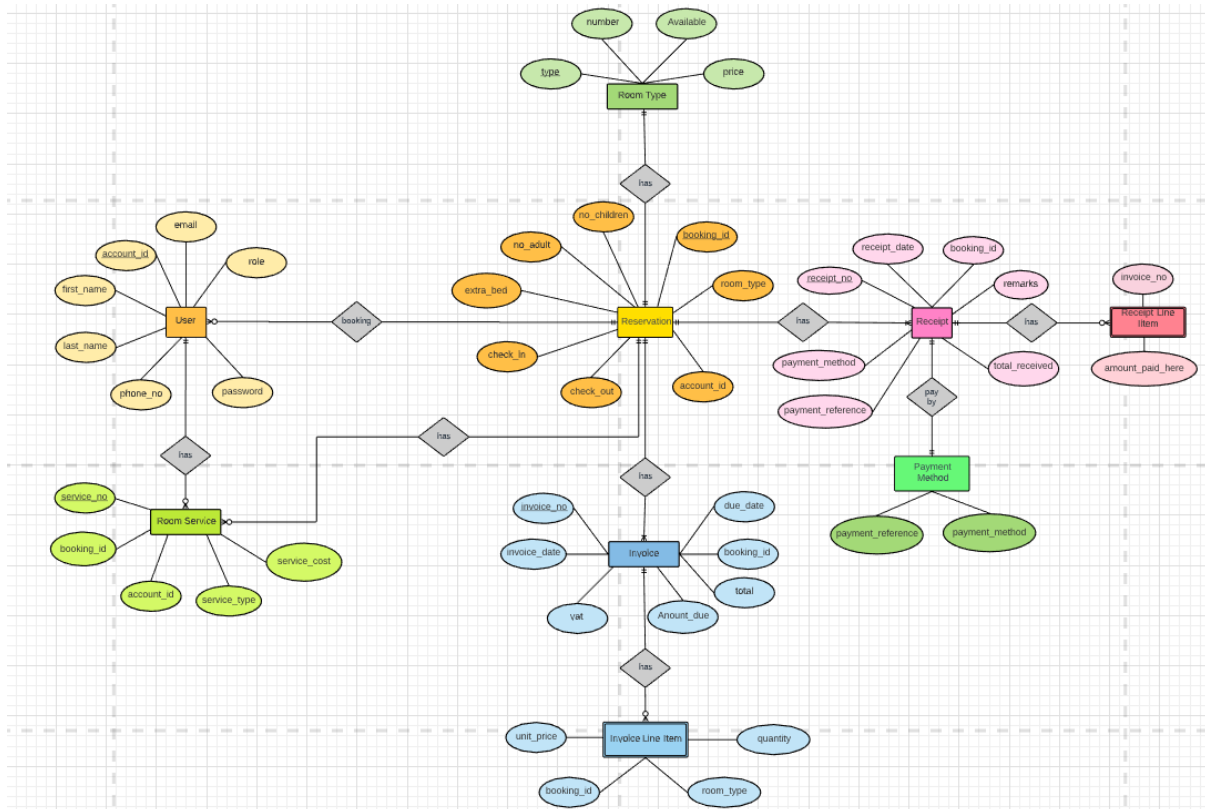 number
Available
type
price
Room Type
has
no_children
email
no_adult
booking_id
receipt_date
booking_id
account_id
role
invoice_no
first_name
extra_bed
room_type
receipt_no
remarks
User
booking
Reservation
has
Receipt
has
Receipt Line
IItem
last_name
check_in
payment_method
total_received
amount_paid_here
phone_no
password
check_out
account_id
pay
by
payment_reference
has
has
has
Payment
Method
service_no
invoice_no
due_date
Room Service
payment_reference
payment_method
booking_id
service_cost
invoice_date
Invoice
booking_id
account_id
service_type
total
vat
Anount_due
has
unit_price
Invoice Line Item
quantity
booking_id
room_type